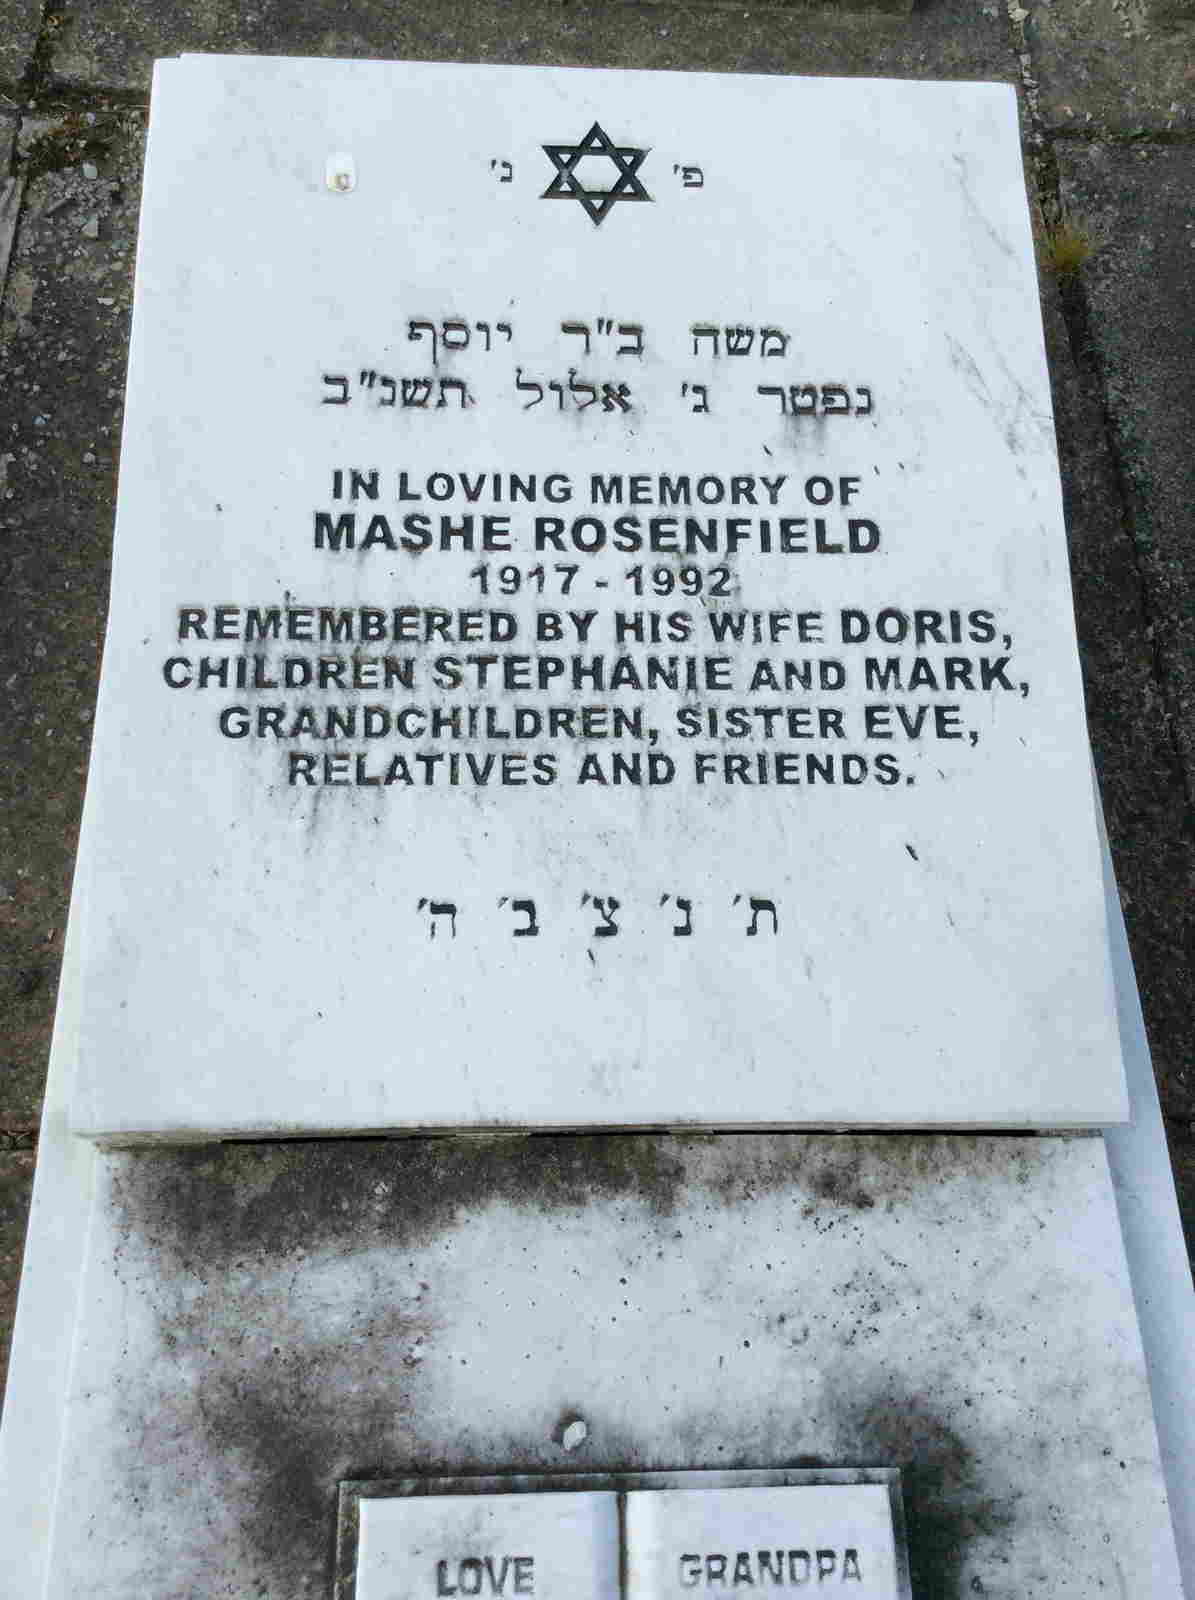 פ׳ נ׳
משה ב"ר יוסף
נפטר ג׳ אלול תשנ"ב
IN LOVING MEMORY OF
MASHE ROSENFIELD
1917 - 1992
REMEMBERED BY HIS WIFE DORIS,
CHILDREN STEPHANIE AND MARK,
GRANDCHILDREN, SISTER EVE,
RELATIVES AND FRIENDS.
ת׳ נ׳ צ׳ ב׳ ה׳
LOVE GRANDPA